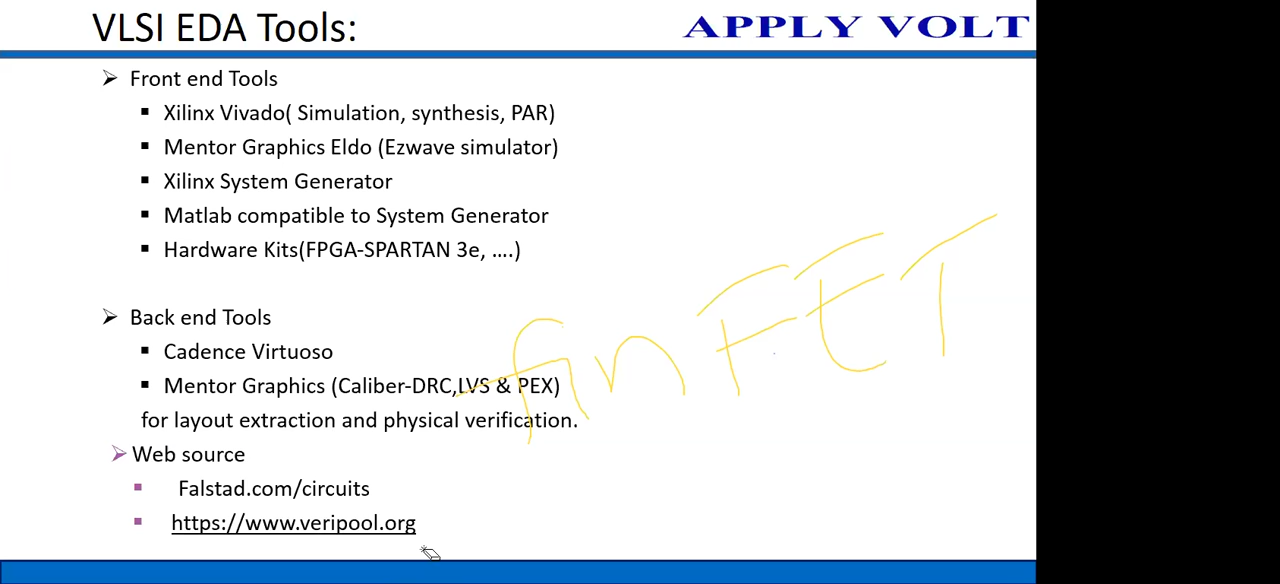 VLSI EDA Tools:
APPLY VOLT
Front end Tools
Xilinx Vivado( Simulation, synthesis, PAR)
Mentor Graphics Eldo (Ezwave simulator)
Xilinx System Generator
Matlab compatible to System Generator
Hardware Kits(FPGA-SPARTAN 3e, ....)
finFET
Back end Tools
Cadence Virtuoso
Mentor Graphics (Caliber-DRC,LVS & PEX)
for layout extraction and physical verification.
Web source
Falstad.com/circuits
https://www.veripool.org